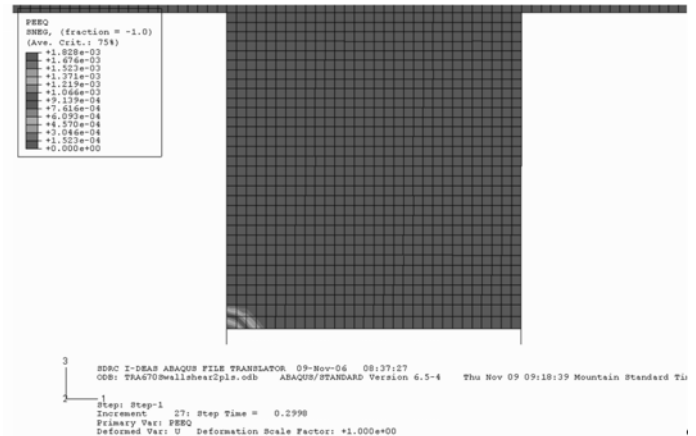 PEEQ
SNEG, (fraction = -1.0)
(Ave. Crit.: 75%)
+1.828e-03
+1.676e-03
+1.523e-03
+1.371e-03
+1.219e-03
+1.066e-03
+9.139e-04
+7.616e-04
+6.093e-04
+4.570e-04
+3.046e-04
+1.523e-04
+0.000e+00
3
2
1
SDRC I-DEAS ABAQUS FILE TRANSLATOR 09-Nov-06 08:37:27
ODB: TRA670Swallshear2pls.odb ABAQUS/STANDARD Version 6.5-4 Thu Nov 09 09:18:39 Mountain Standard Ti
Step: Step-1
Increment 27: Step Time = 0.2998
Primary Var: PEEQ
Deformed Var: U Deformation Scale Factor: +1.000e+00